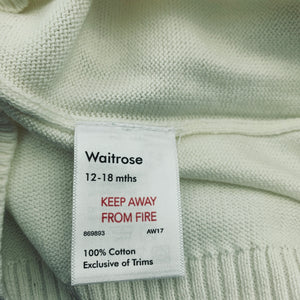 Waitrose
12-18 mths
KEEP AWAY
FROM FIRE
869893 AW17
100% Cotton
Exclusive of Trims